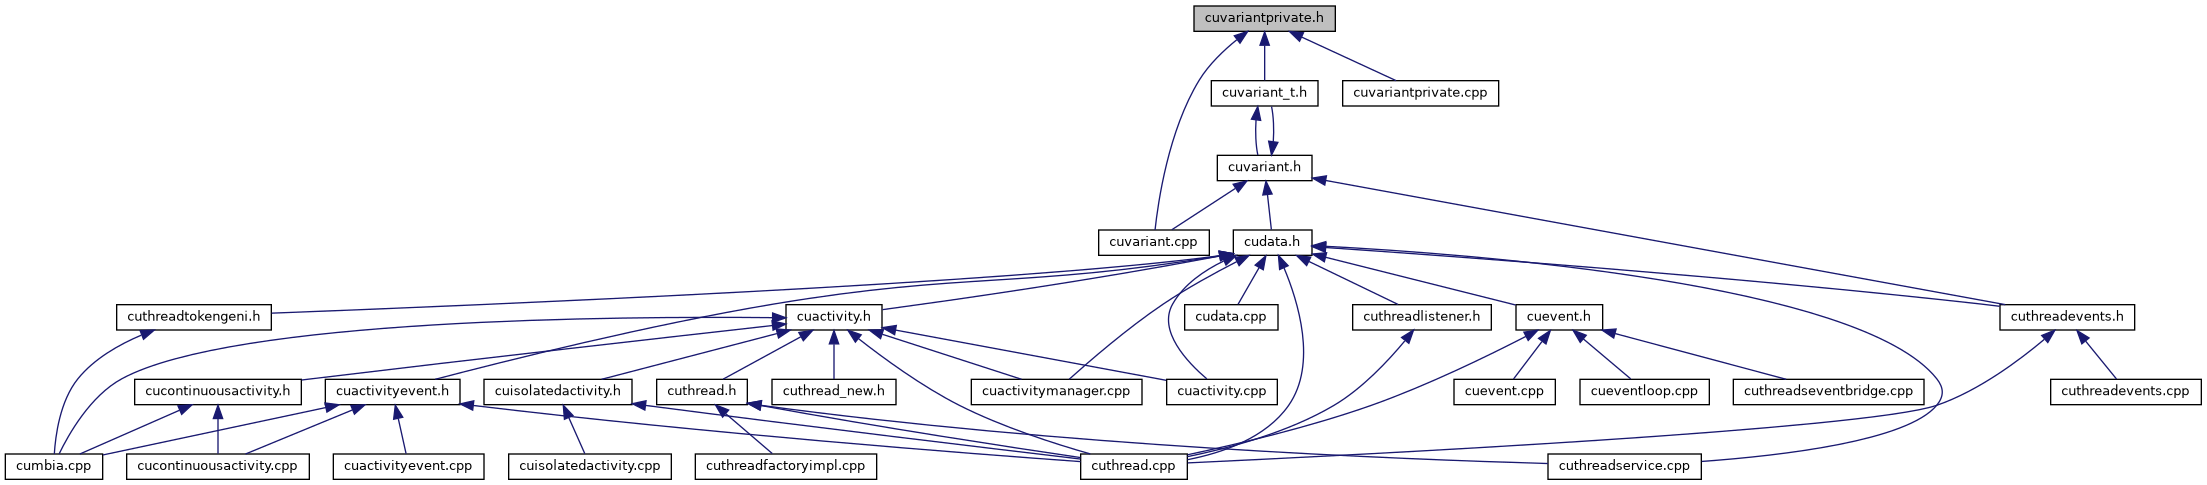 cuvariantprivate.h
cuvariant_t.h
cuvariantprivate.cpp
cuvariant.h
cuvariant.cpp
cudata.h
cuthreadtokengeni.h
cuactivity.h
cudata.cpp
cuthreadlistener.h
cuevent.h
cuthreadevents.h
cucontinuousactivity.h
cuactivityevent.h
cuisolatedactivity.h
cuthread.h
cuthread_new.h
cuactivitymanager.cpp
cuactivity.cpp
cuevent.cpp
cueventloop.cpp
cuthreadseventbridge.cpp
cuthreadevents.cpp
cumbia.cpp
cucontinuousactivity.cpp
cuactivityevent.cpp
cuisolatedactivity.cpp
cuthreadfactoryimpl.cpp
cuthread.cpp
cuthreadservice.cpp